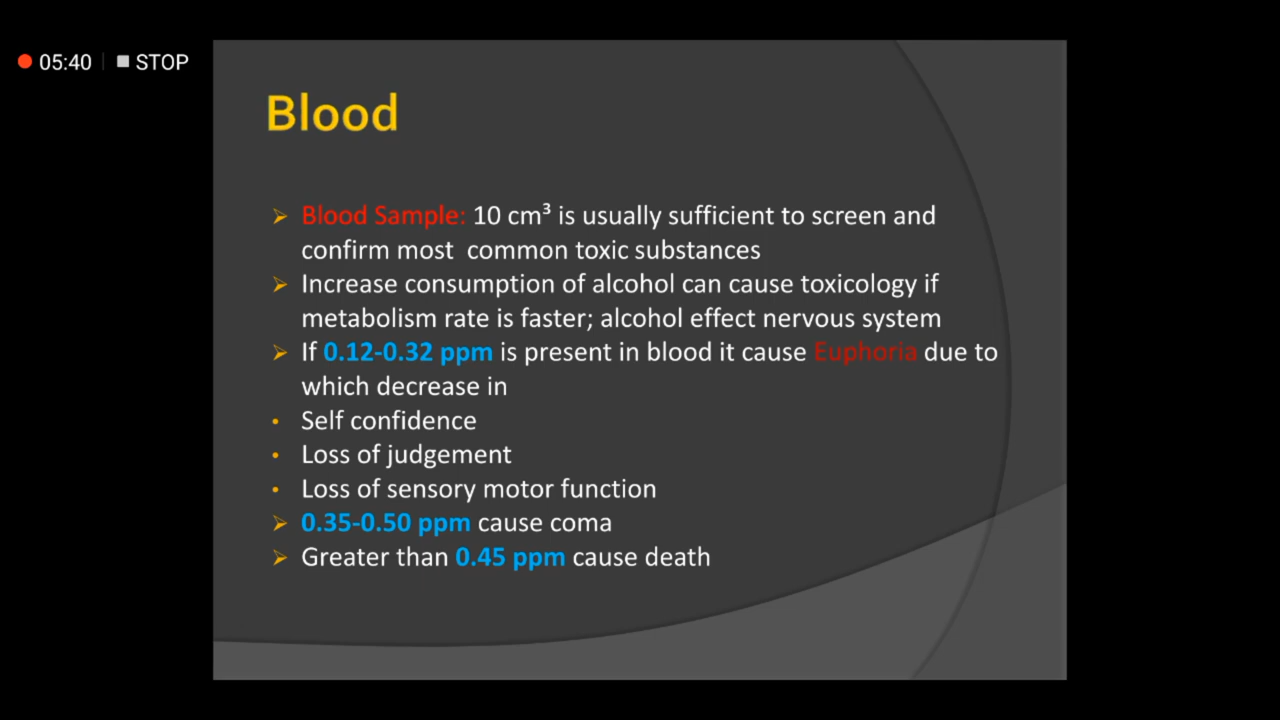 05:40 STOP
Blood
Blood Sample: 10 cm³ is usually sufficient to screen and
confirm most common toxic substances
Increase consumption of alcohol can cause toxicology if
metabolism rate is faster; alcohol effect nervous system
If 0.12-0.32 ppm is present in blood it cause Euphoria due to
which decrease in
Self confidence
Loss of judgement
Loss of sensory motor function
0.35-0.50 ppm cause coma
Greater than 0.45 ppm cause death